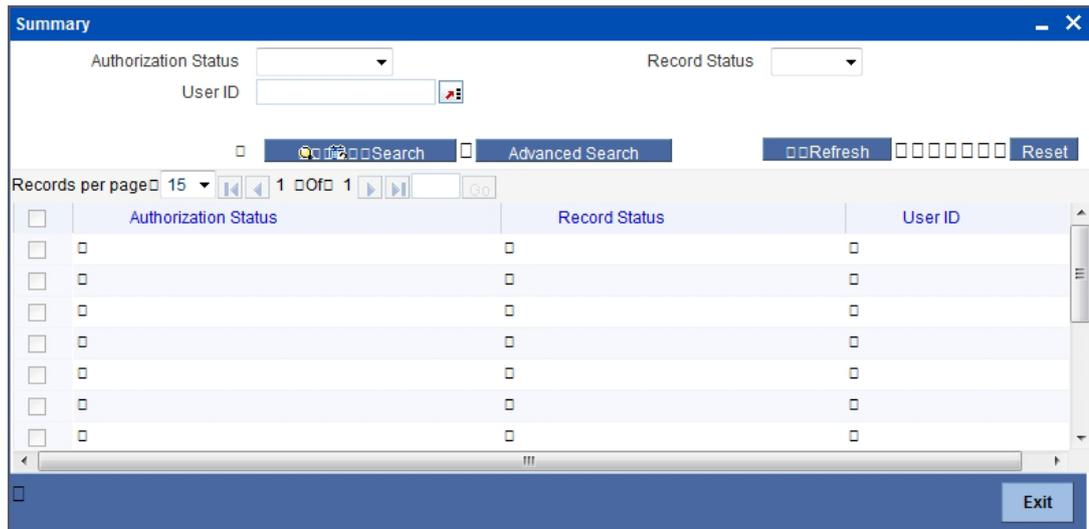 Summary
Authorization Status Record Status
User ID
Search Advanced Search Refresh Reset
Records per page 15 1 Of 1 Go
Authorization Status Record Status User ID
Exit